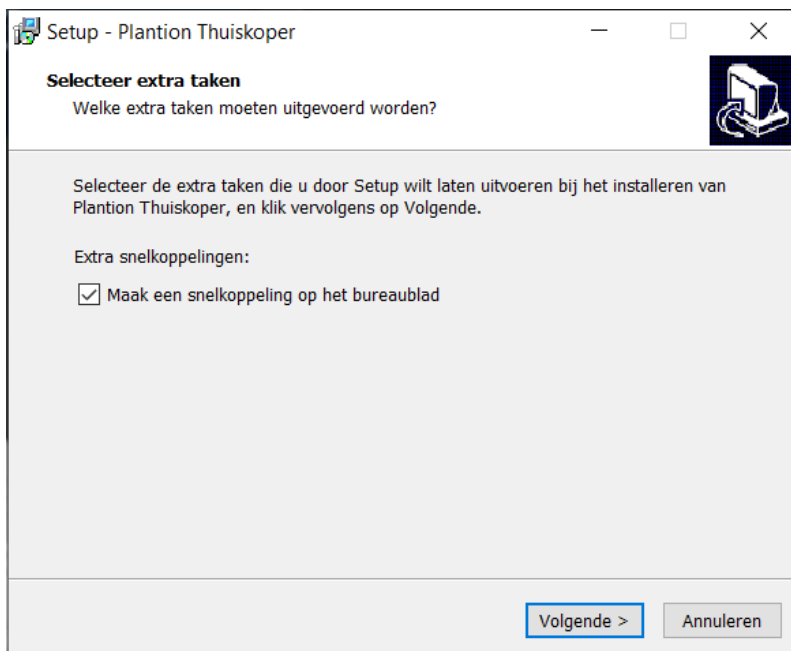 Setup - Plantion Thuiskoper
Selecteer extra taken
Welke extra taken moeten uitgevoerd worden?
Selecteer de extra taken die u door Setup wilt laten uitvoeren bij het installeren van
Plantion Thuiskoper, en klik vervolgens op Volgende.
Extra snelkoppelingen:
Maak een snelkoppeling op het bureaublad
Volgende >
Annuleren